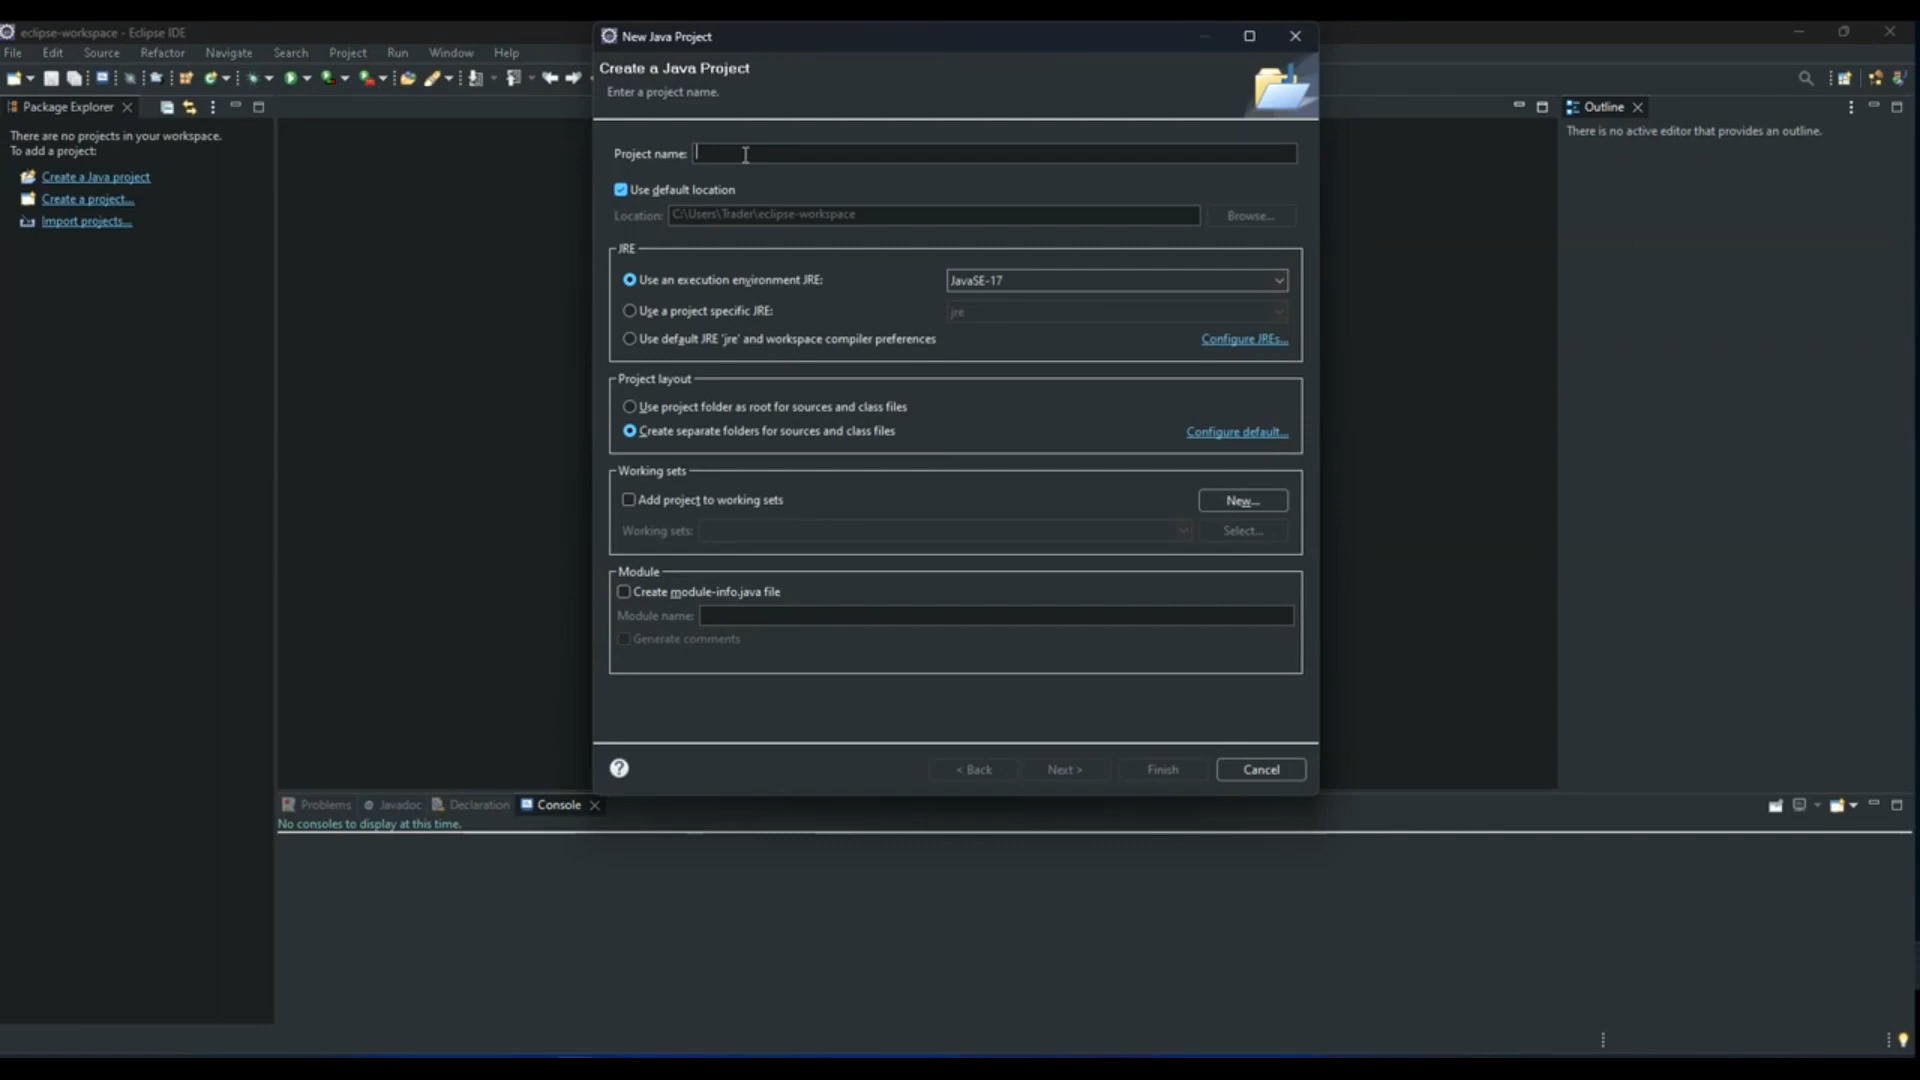 eclipse-workspace - Eclipse IDE
File Edit Source Refactor Navigate Search Project Run Window Help
Package Explorer
There are no projects in your workspace.
To add a project:
Create a Java project
Create a project...
Import projects...
New Java Project
Create a Java Project
Enter a project name.
Project name:
Use default location
Location: C:\Users\Trader\eclipse-workspace Browse...
JRE
Use an execution environment JRE: JavaSE-17
Use a project specific JRE: jre
Use default JRE 'jre' and workspace compiler preferences Configure JREs...
Project layout
Use project folder as root for sources and class files
Create separate folders for sources and class files Configure default...
Working sets
Add project to working sets New...
Working sets: Select...
Module
Create module-info.java file
Module name:
Generate comments
< Back Next > Finish Cancel
Outline
There is no active editor that provides an outline.
Problems Javadoc Declaration Console
No consoles to display at this time.